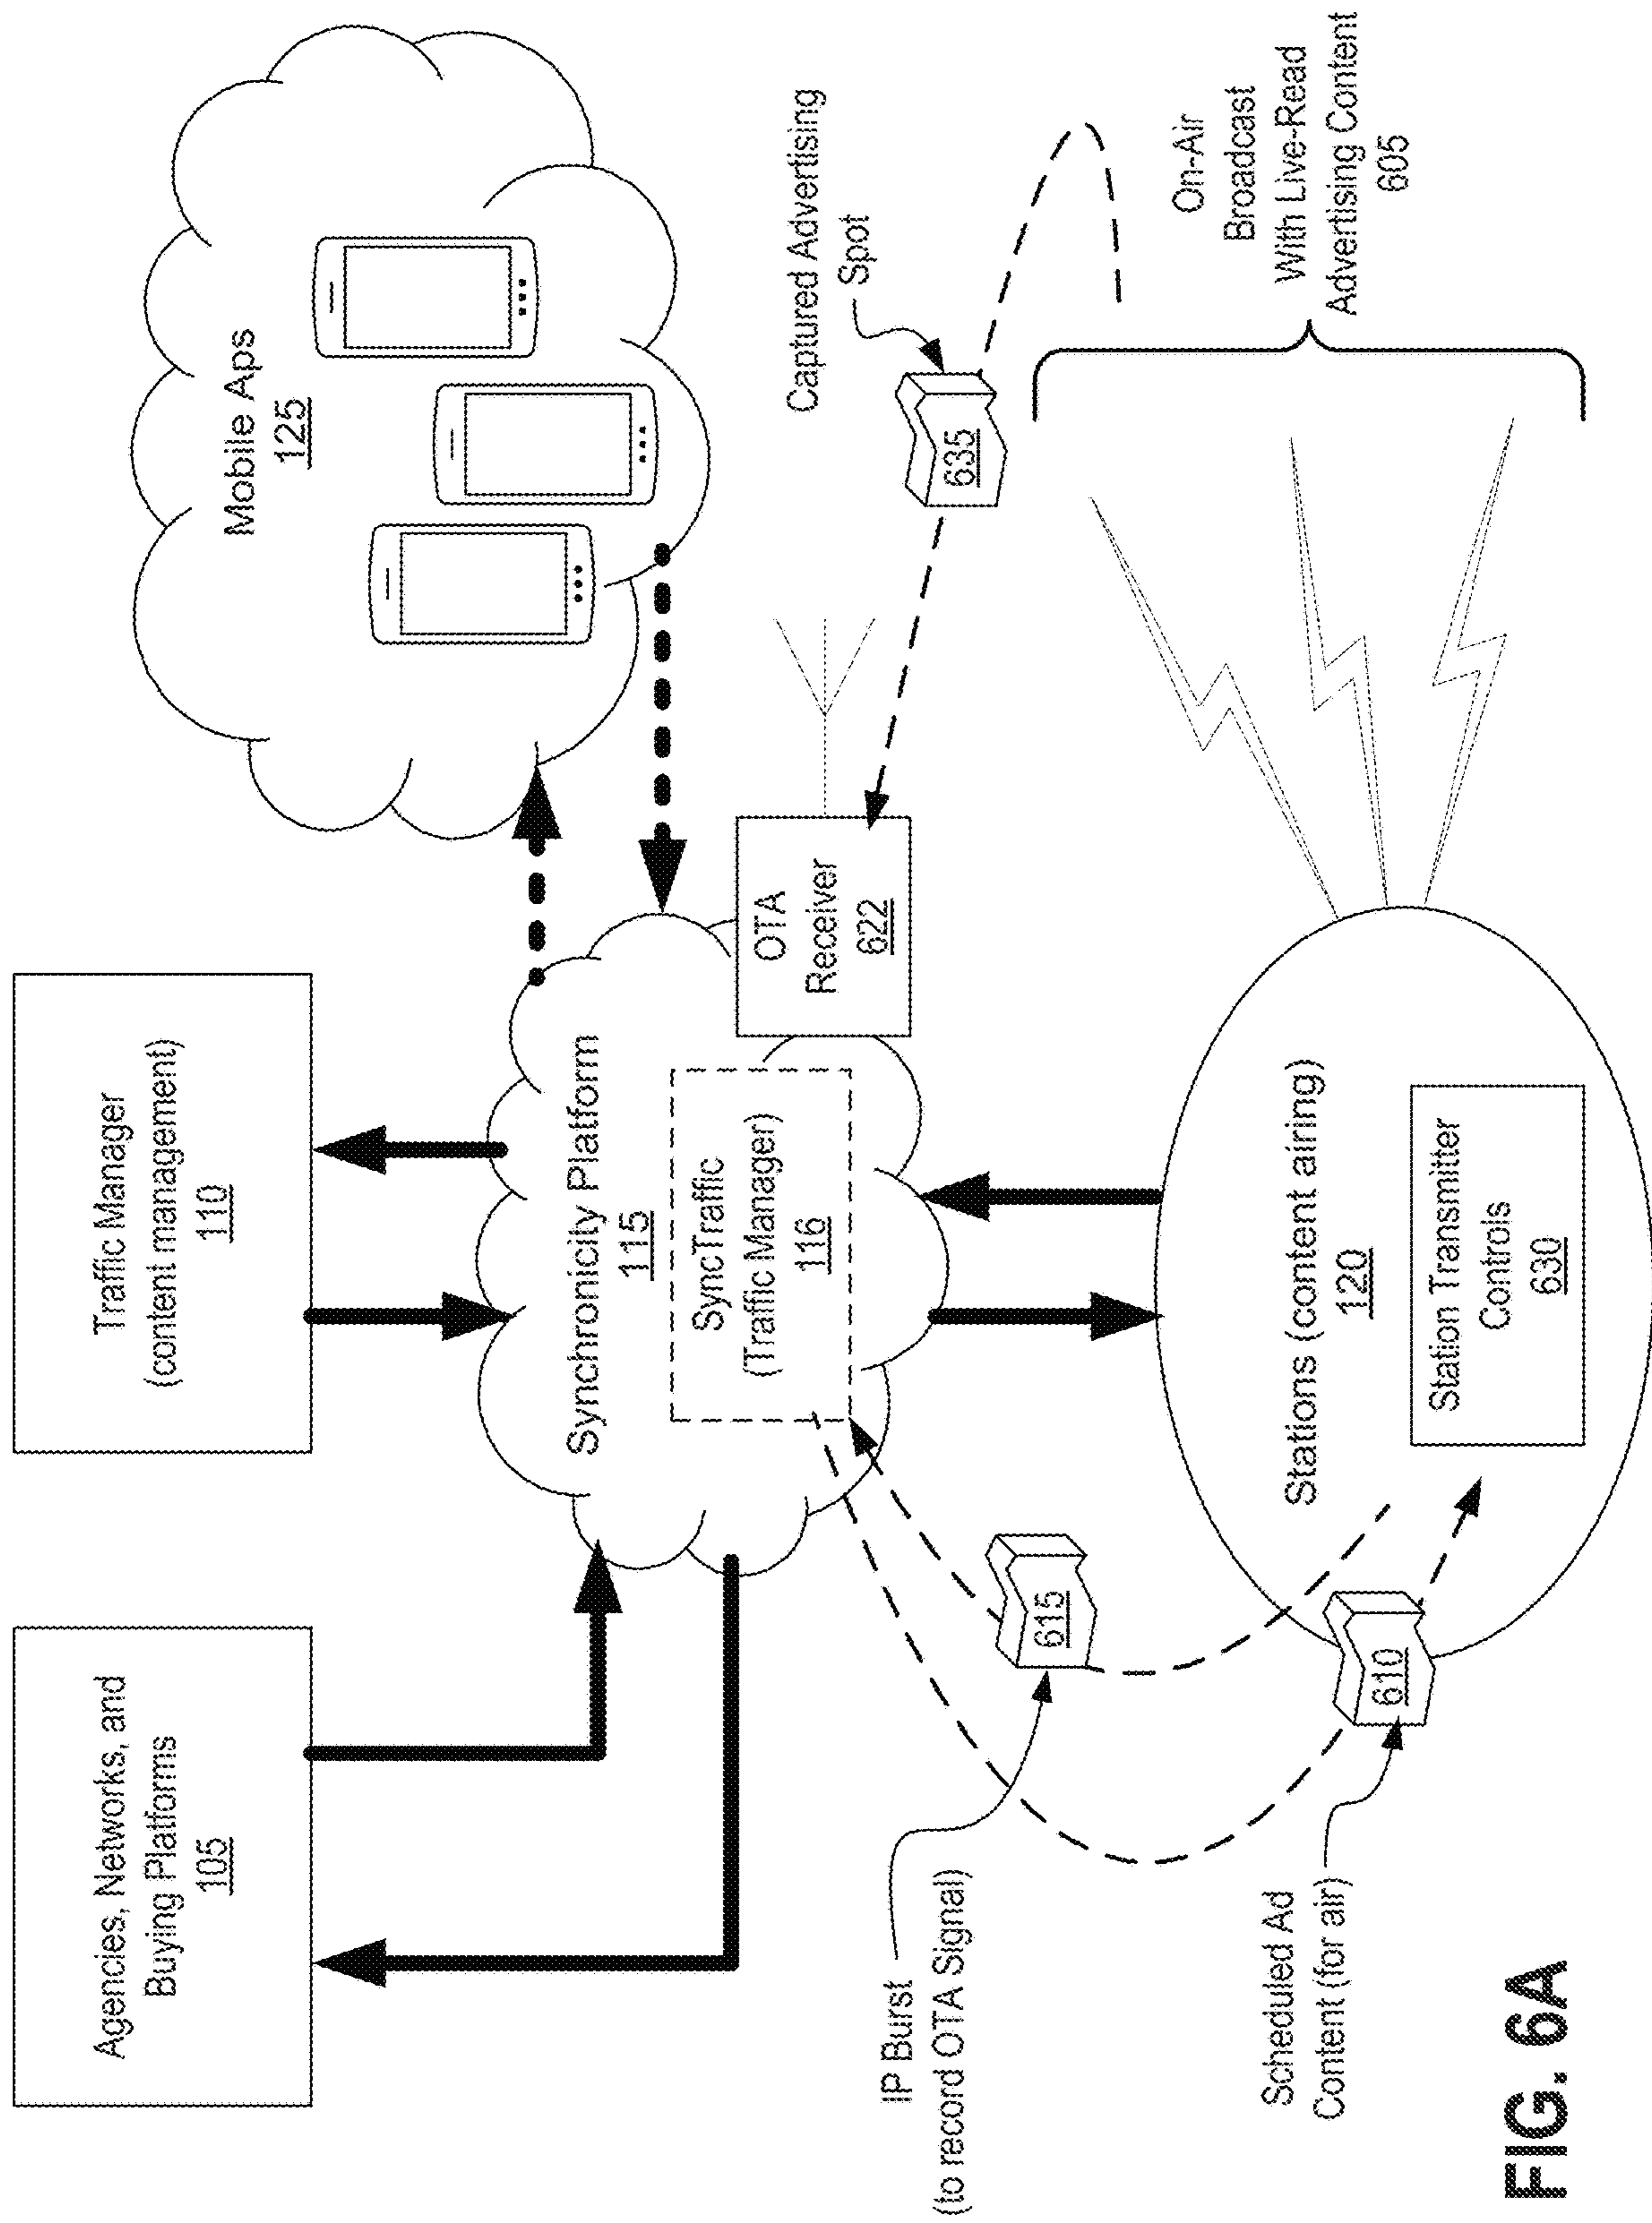 Agencies, Networks, and
Buying Platforms
105
Traffic Manager
(content management)
110
Mobile Aps
125
Synchronicity Platform
115
SyncTraffic
(Traffic Manager)
116
OTA
Receiver
622
Captured Advertising
Spot
635
IP Burst
(to record OTA Signal)
615
Scheduled Ad
Content (for air)
610
Stations (content airing)
120
Station Transmitter
Controls
630
On-Air
Broadcast
With Live-Read
Advertising Content
605
FIG. 6A